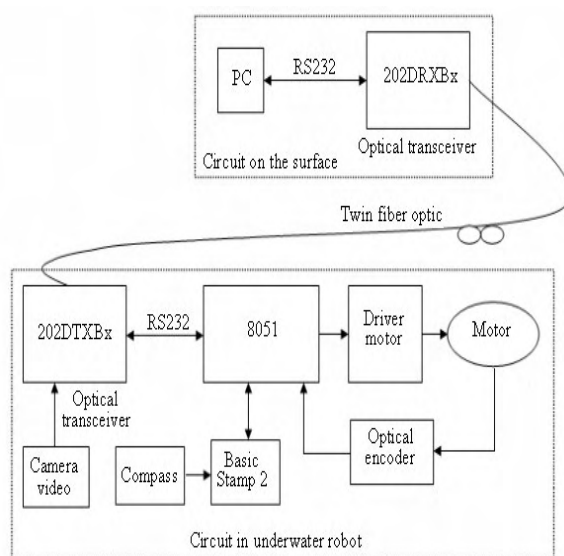 RS232
PC
202DRXBx
Optical transceiver
Circuit on the surface
Twin fiber optic
202DTXBx
RS232
8051
Driver
motor
Motor
Optical
transceiver
Camera
video
Compass
Basic
Stamp 2
Optical
encoder
Circuit in underwater robot